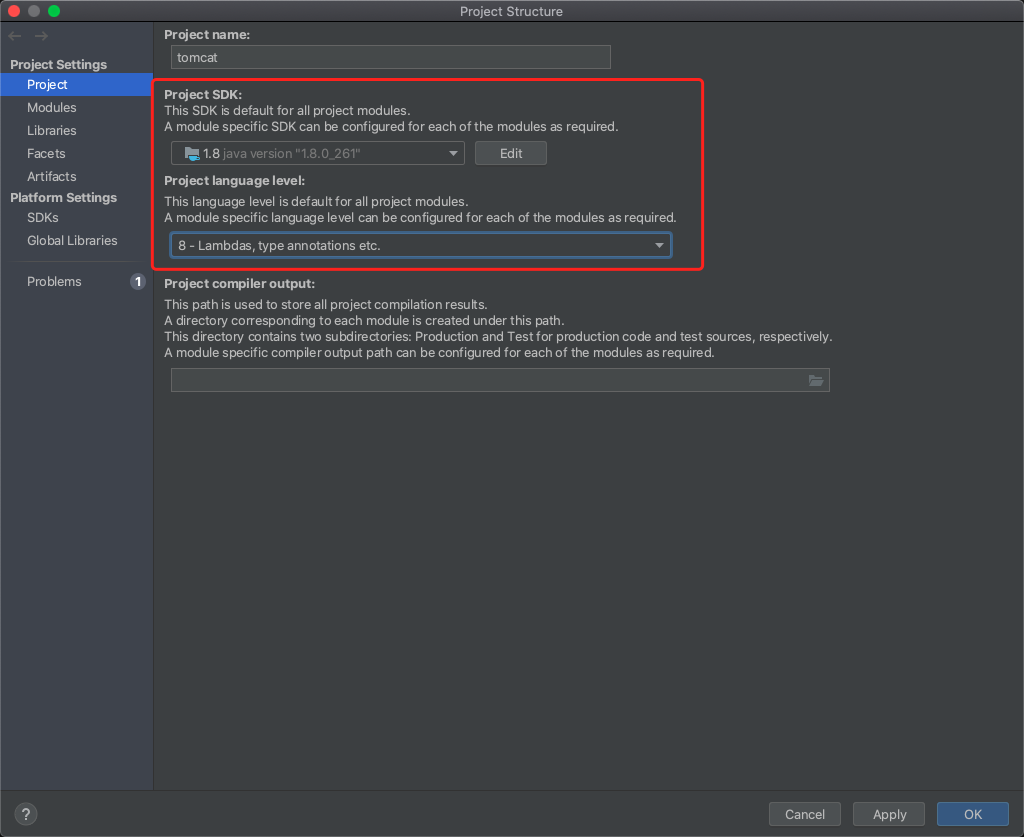 Project Structure
Project Settings
Project
Modules
Libraries
Facets
Artifacts
Platform Settings
SDKs
Global Libraries
Problems
1
Project name:
tomcat
Project SDK:
This SDK is default for all project modules.
A module specific SDK can be configured for each of the modules as required.
1.8 java version "1.8.0_261"
Edit
Project language level:
This language level is default for all project modules.
A module specific language level can be configured for each of the modules as required.
8 - Lambdas, type annotations etc.
Project compiler output:
This path is used to store all project compilation results.
A directory corresponding to each module is created under this path.
This directory contains two subdirectories: Production and Test for production code and test sources, respectively.
A module specific compiler output path can be configured for each of the modules as required.
?
Cancel
Apply
OK